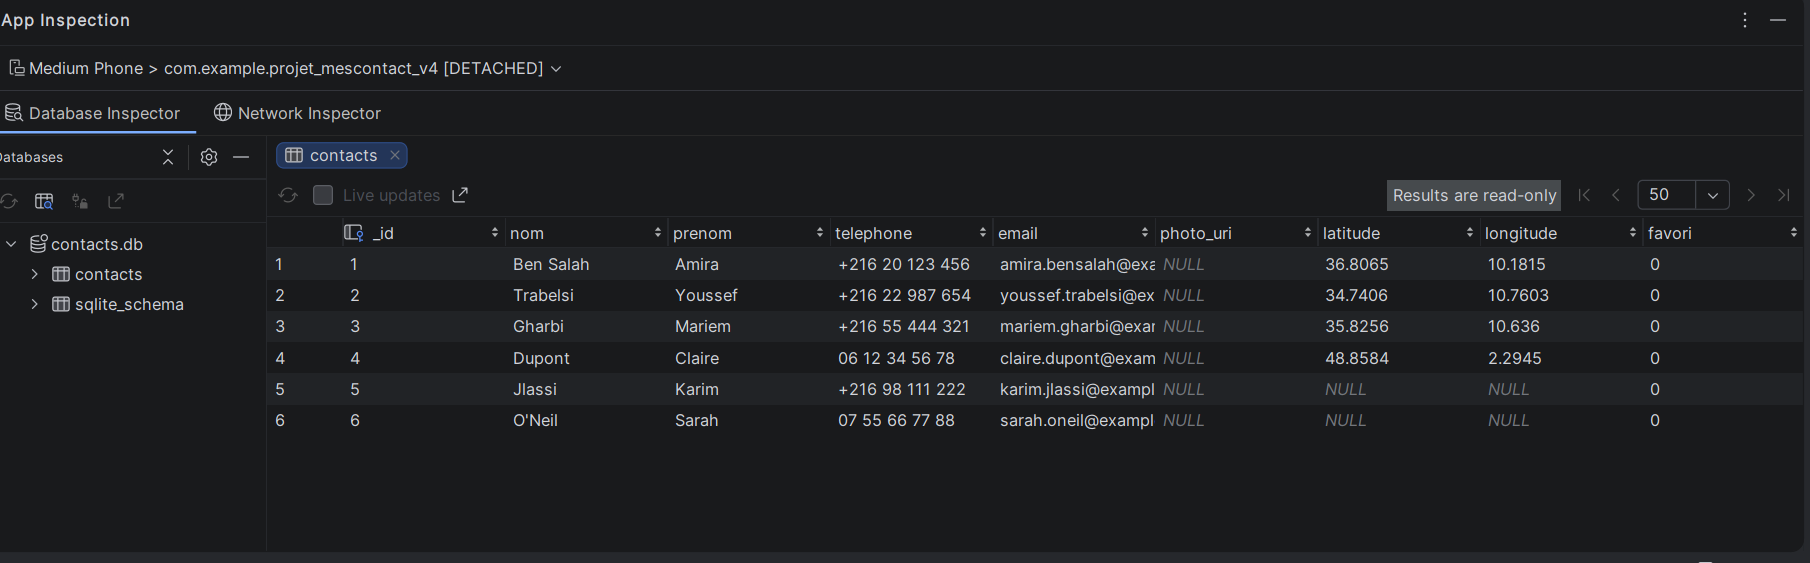 App Inspection
Medium Phone > com.example.projet_mescontact_v4 [DETACHED]
Database Inspector Network Inspector
Databases
contacts
Live updates
Results are read-only 50
contacts.db
contacts
sqlite_schema
_id nom prenom telephone email photo_uri latitude longitude favori
1 1 Ben Salah Amira +216 20 123 456 amira.bensalah@exa NULL 36.8065 10.1815 0
2 2 Trabelsi Youssef +216 22 987 654 youssef.trabelsi@ex NULL 34.7406 10.7603 0
3 3 Gharbi Mariem +216 55 444 321 mariem.gharbi@exar NULL 35.8256 10.636 0
4 4 Dupont Claire 06 12 34 56 78 claire.dupont@exam NULL 48.8584 2.2945 0
5 5 Jlassi Karim +216 98 111 222 karim.jlassi@exampl NULL NULL NULL 0
6 6 O'Neil Sarah 07 55 66 77 88 sarah.oneil@exampl NULL NULL NULL 0